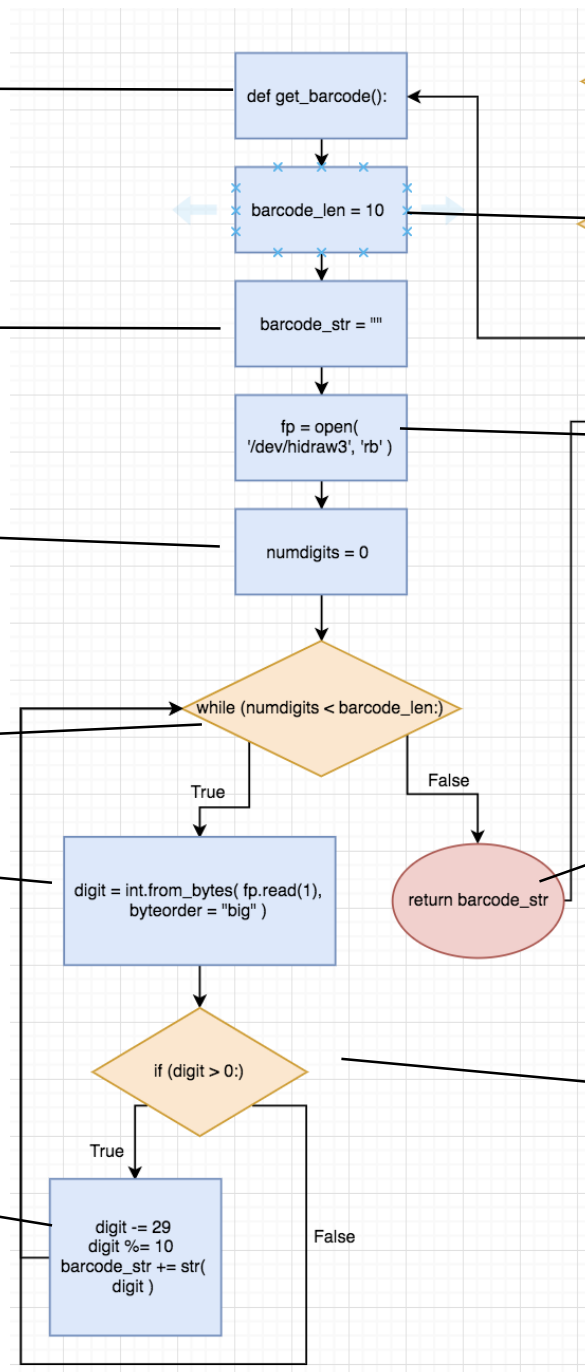 def get_barcode():
barcode_len = 10
barcode_str = ""
fp = open(
'/dev/hidraw3', 'rb' )
numdigits = 0
while (numdigits < barcode_len:)
True
False
digit = int.from_bytes( fp.read(1),
byteorder = "big" )
return barcode_str
if (digit > 0:)
True
False
digit -= 29
digit %= 10
barcode_str += str(
digit )